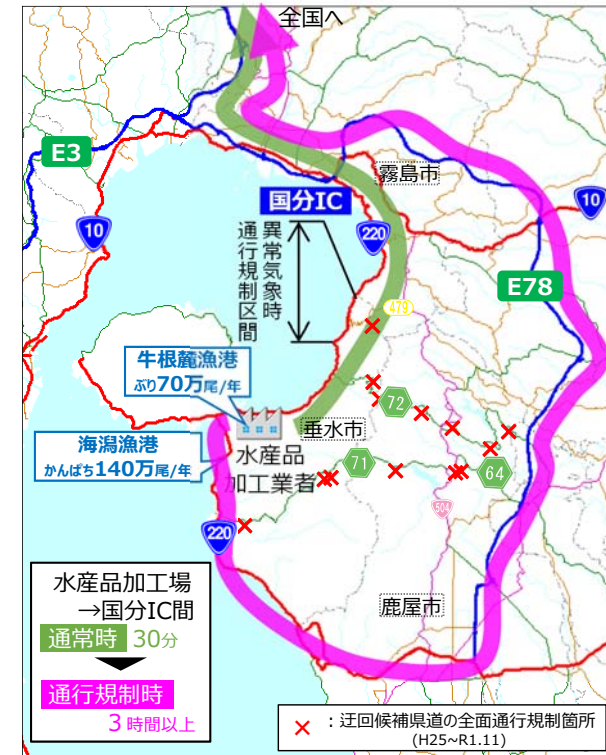 全国へ
E3
霧島市
国分IC
10
10
220
異常気象時
通行規制区間
E78
479
牛根麓漁港
ぶり70万尾/年
72
垂水市
海潟漁港
かんぱち140万尾/年
水産品
加工業者
71
64
504
220
鹿屋市
水産品加工場
→国分IC間
通常時 30分
通行規制時
3時間以上
×：迂回候補県道の全面通行規制箇所
(H25~R1.11)